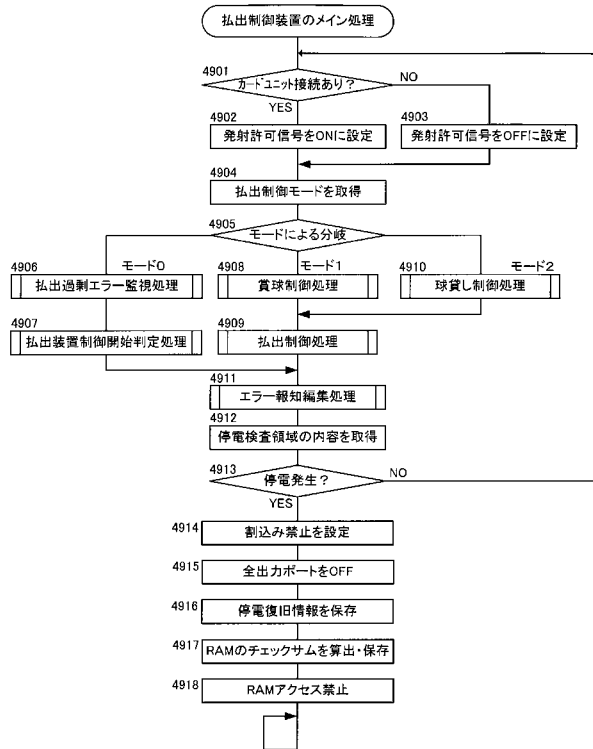 払出制御装置のメイン処理
4901
カードユニット接続あり?
NO
YES
4902
発射許可信号をONに設定
4903
発射許可信号をOFFに設定
4904
払出制御モードを取得
4905
モードによる分岐
4906
モード0
払出過剰エラー監視処理
4908
モード1
賞球制御処理
4910
モード2
球貸し制御処理
4907
払出装置制御開始判定処理
4909
払出制御処理
4911
エラー報知編集処理
4912
停電検査領域の内容を取得
4913
停電発生?
NO
YES
4914
割込み禁止を設定
4915
全出力ポートをOFF
4916
停電復旧情報を保存
4917
RAMのチェックサムを算出・保存
4918
RAMアクセス禁止